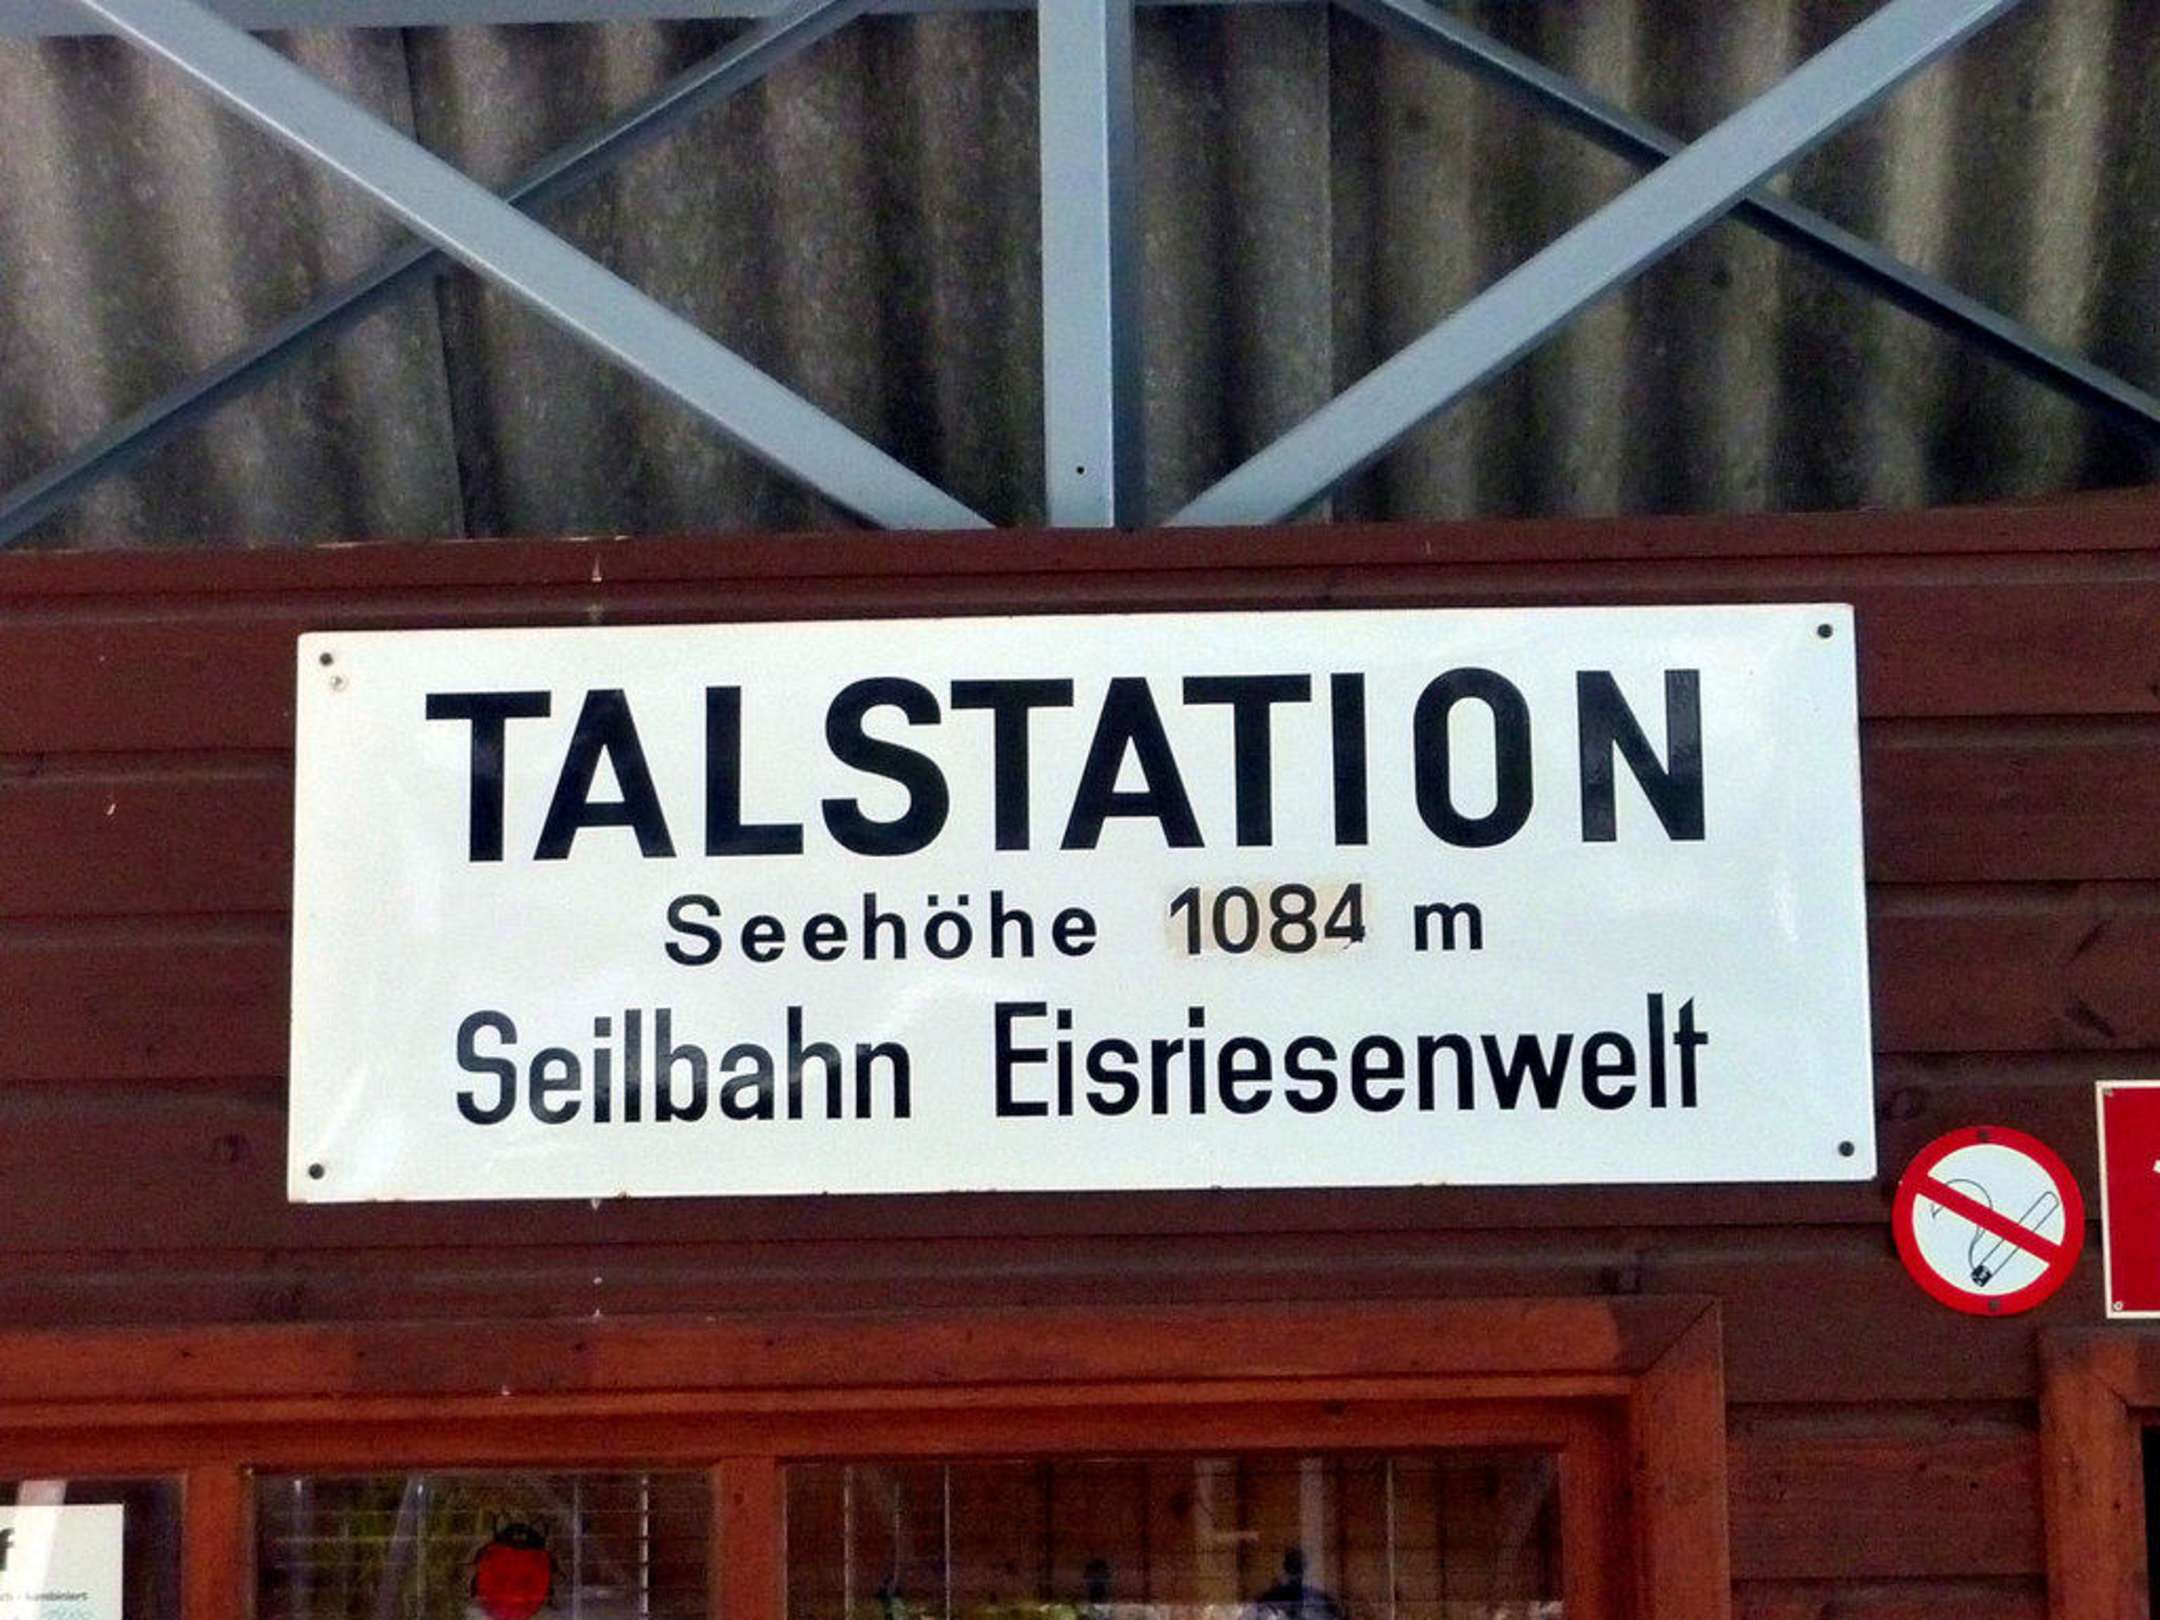 TALSTATION
Seehöhe 1084 m
Seilbahn Eisriesenwelt